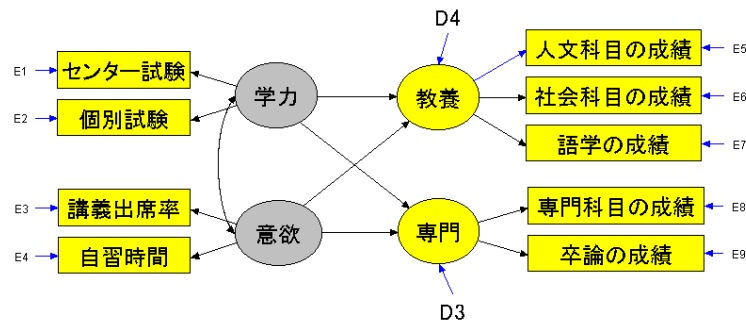 D4
E1
センター試験
学力
教養
人文科目の成績
E5
社会科目の成績
E6
E2
個別試験
語学の成績
E7
E3
講義出席率
意欲
専門
専門科目の成績
E8
E4
自習時間
卒論の成績
E9
D3